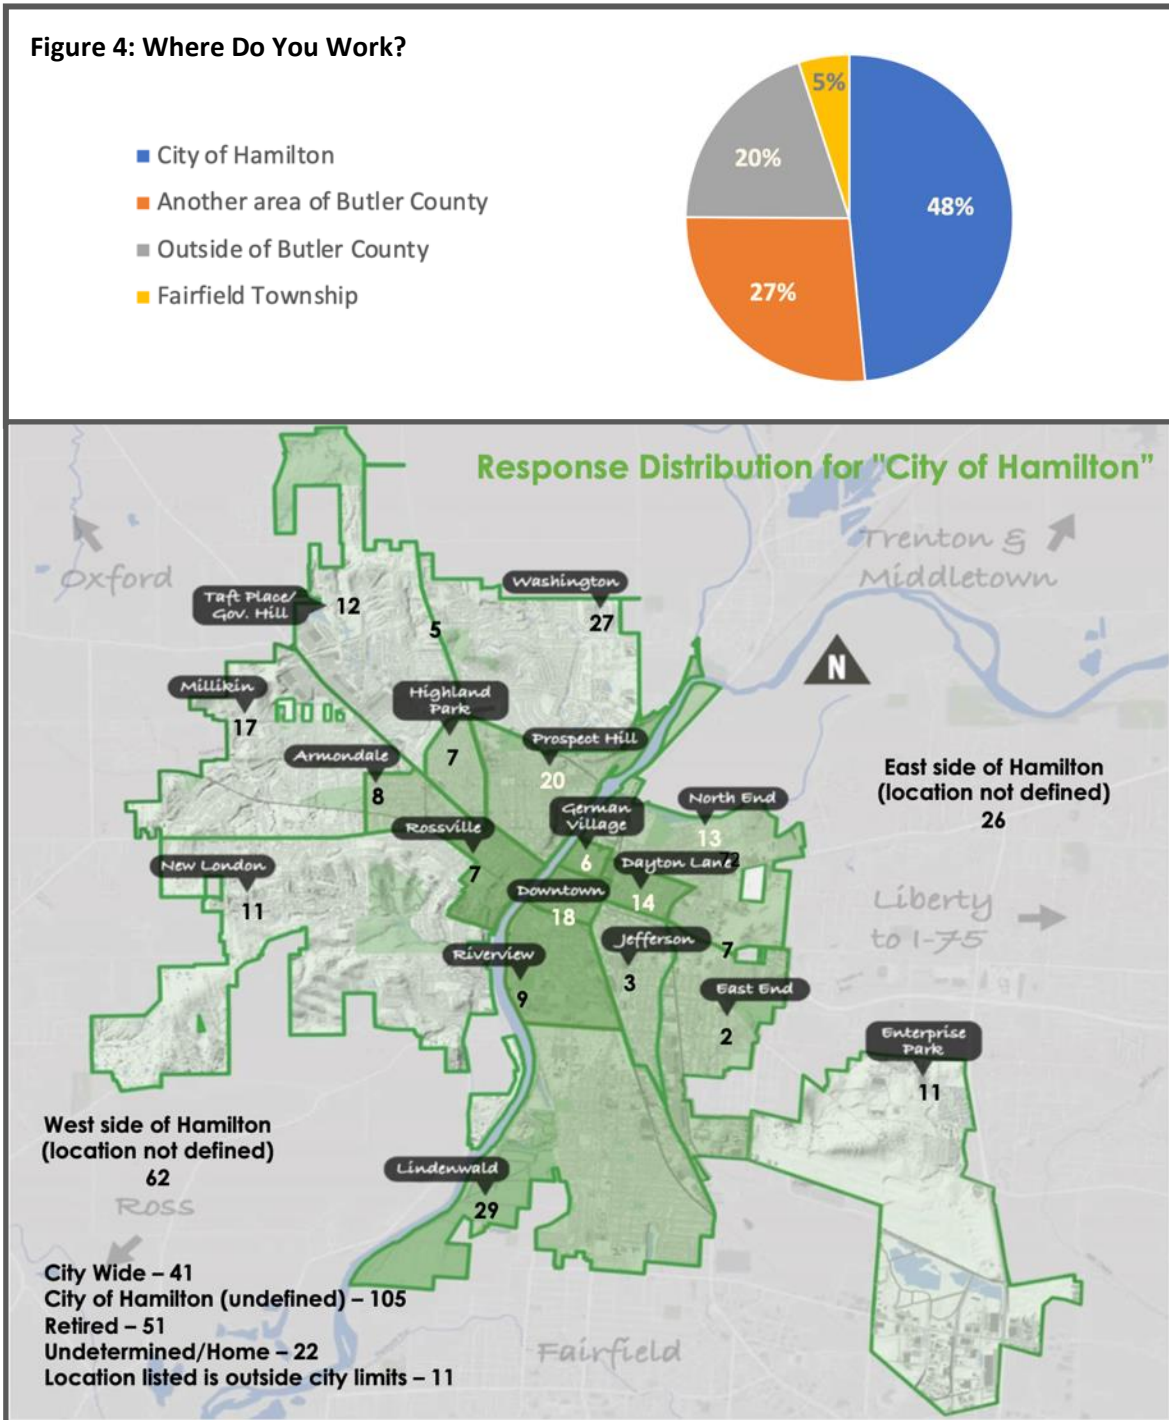 Figure 4: Where Do You Work?
City of Hamilton
Another area of Butler County
Outside of Butler County
Fairfield Township
5%
20%
48%
27%
Response Distribution for "City of Hamilton"
Trenton &
Middletown
Oxford
Washington
27
Taft Place/
Gov. Hill
12
5
N
Millikin
17
Highland
Park
7
Prospect Hill
20
Armondale
8
East side of Hamilton
(location not defined)
26
German
Village
6
North End
13
Rossville
7
Dayton Lane
72
14
New London
11
Downtown
18
Liberty
to I-75
Jefferson
3
7
Riverview
9
East End
2
Enterprise
Park
11
West side of Hamilton
(location not defined)
62
Ross
Lindenwald
29
City Wide – 41
City of Hamilton (undefined) – 105
Retired – 51
Undetermined/Home – 22
Location listed is outside city limits – 11
Fairfield